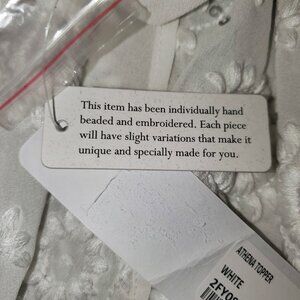 This item has been individually hand
beaded and embroidered. Each piece
will have slight variations that make it
unique and specially made for you.
ATHENA TOPPER
WHITE